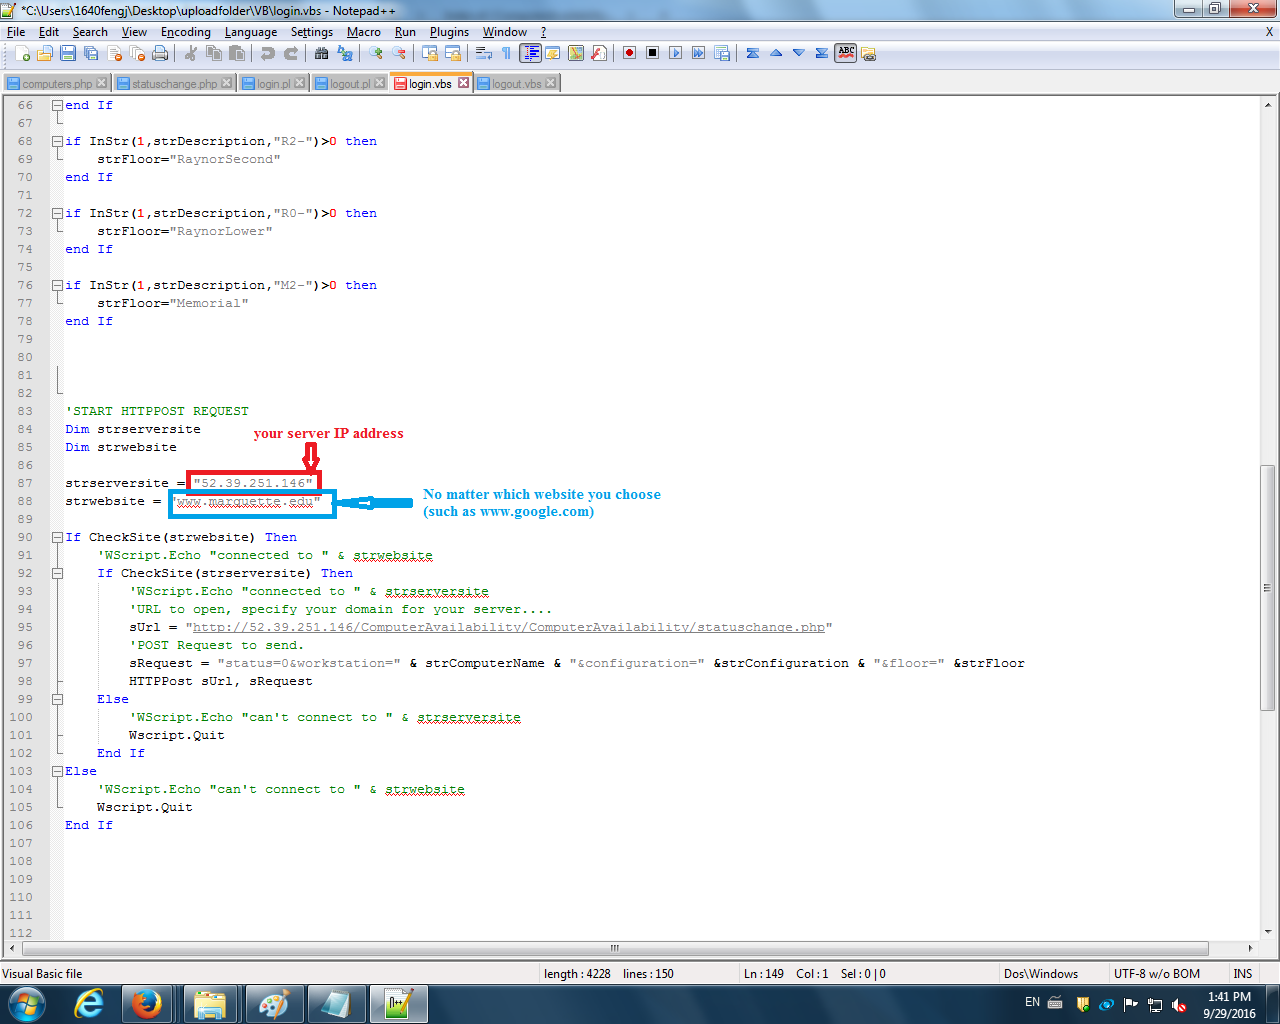 *C:\Users\1640fengj\Desktop\uploadfolder\VB\login.vbs - Notepad++
File Edit Search View Encoding Language Settings Macro Run Plugins Window ? X
computers.php statuschange.php login.pl logout.pl login.vbs logout.vbs
66 end If
67
68 if InStr(1,strDescription,"R2-")>0 then
69 strFloor="RaynorSecond"
70 end If
71
72 if InStr(1,strDescription,"R0-")>0 then
73 strFloor="RaynorLower"
74 end If
75
76 if InStr(1,strDescription,"M2-")>0 then
77 strFloor="Memorial"
78 end If
79
80
81
82
83 'START HTTPPOST REQUEST
84 Dim strserversite
your server IP address
85 Dim strwebsite
86
87 strserversite = "52.39.251.146"
88 strwebsite = "www.marquette.edu"
No matter which website you choose
(such as www.google.com)
89
90 If CheckSite(strwebsite) Then
91 'WScript.Echo "connected to " & strwebsite
92 If CheckSite(strserversite) Then
93 'WScript.Echo "connected to " & strserversite
94 'URL to open, specify your domain for your server....
95 sUrl = "http://52.39.251.146/ComputerAvailability/ComputerAvailability/statuschange.php"
96 'POST Request to send.
97 sRequest = "status=0&workstation=" & strComputerName & "&configuration=" &strConfiguration & "&floor=" &strFloor
98 HTTPPost sUrl, sRequest
99 Else
100 'WScript.Echo "can't connect to " & strserversite
101 Wscript.Quit
102 End If
103 Else
104 'WScript.Echo "can't connect to " & strwebsite
105 Wscript.Quit
106 End If
107
108
109
110
111
112
Visual Basic file length : 4228 lines : 150 Ln : 149 Col : 1 Sel : 0 | 0 Dos\Windows UTF-8 w/o BOM INS
EN 1:41 PM
9/29/2016